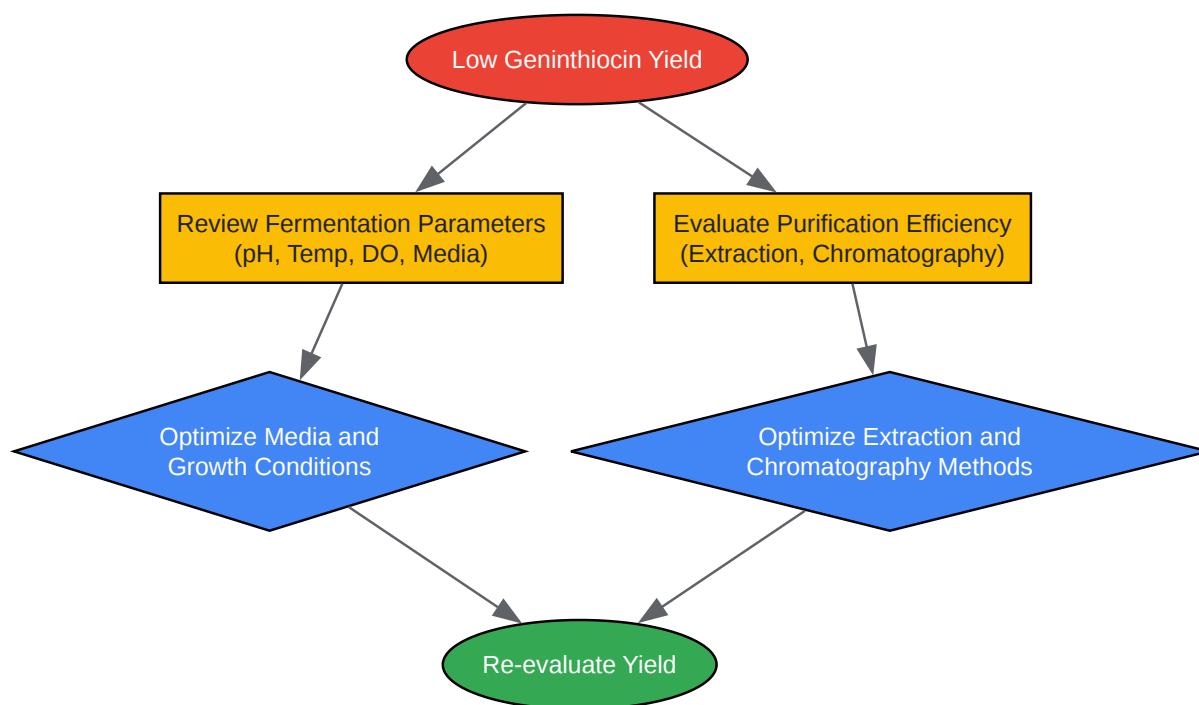 Low Geninthiocin Yield
Review Fermentation Parameters
(pH, Temp, DO, Media)
Evaluate Purification Efficiency
(Extraction, Chromatography)
Optimize Media and
Growth Conditions
Optimize Extraction and
Chromatography Methods
Re-evaluate Yield